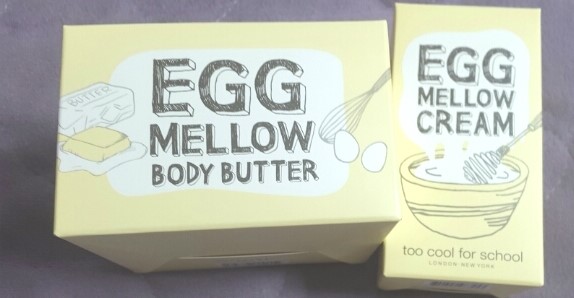 BUTTER
EGG
MELLOW
BODY BUTTER
EGG
MELLOW
CREAM
too cool for school
LONDON NEW YORK